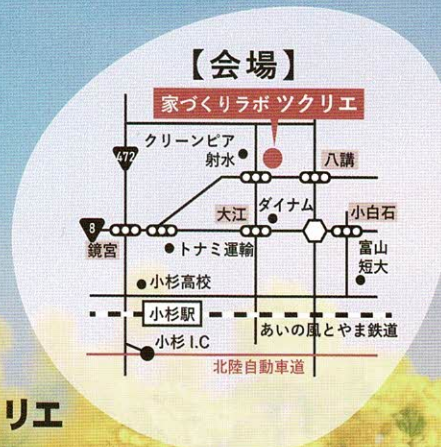 【会場】
家づくりラボ ツクリエ
クリーンピア
射水
472
八講
大江
ダイナム
小白石
8
鏡宮
トナミ運輸
富山
短大
小杉高校
小杉駅
あいの風とやま鉄道
小杉 I.C
北陸自動車道
リエ